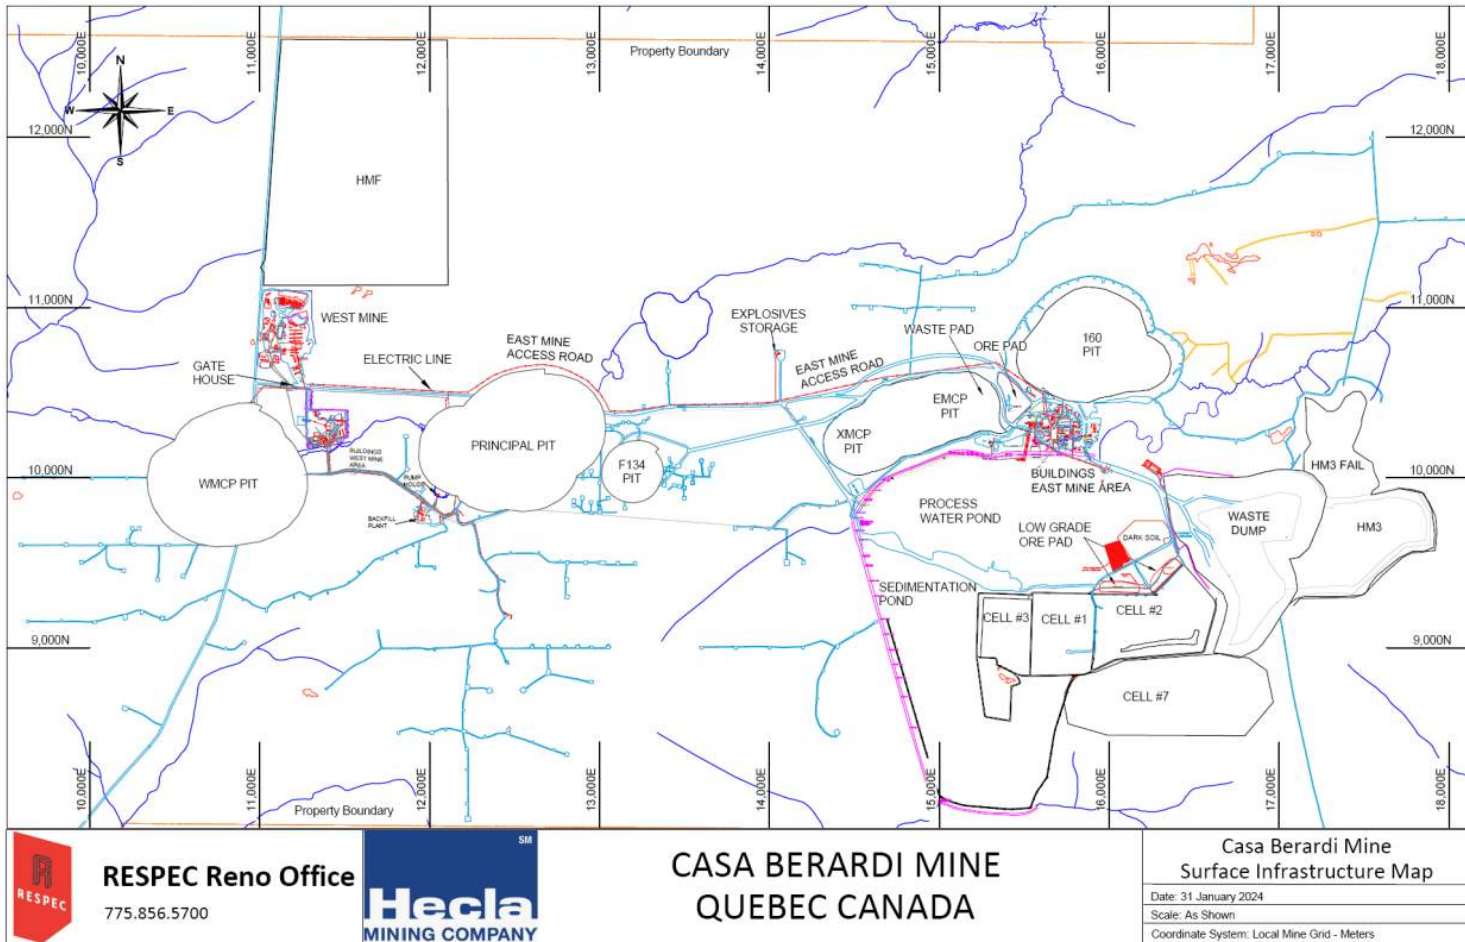 Property Boundary
10,000E
11,000E
12,000E
13,000E
14,000E
15,000E
16,000E
17,000E
18,000E
N
W
E
S
12,000N
12,000N
HMF
11,000N
11,000N
WEST MINE
EXPLOSIVES
STORAGE
WASTE PAD
ORE PAD
160
PIT
EAST MINE
ACCESS ROAD
ELECTRIC LINE
GATE
HOUSE
EAST MINE
ACCESS ROAD
EMCP
PIT
XMCP
PIT
PRINCIPAL PIT
F134
PIT
BUILDINGS
WEST MINE
AREA
WMCP PIT
PUMP
HOUSE
BACKFILL
PLANT
10,000N
10,000N
BUILDINGS
EAST MINE AREA
HM3 FAIL
PROCESS
WATER POND
WASTE
DUMP
HM3
LOW GRADE
ORE PAD
DARK SOIL
SEDIMENTATION
POND
CELL #3
CELL #1
CELL #2
9,000N
9,000N
CELL #7
10,000E
11,000E
12,000E
13,000E
14,000E
15,000E
16,000E
17,000E
18,000E
Property Boundary
RESPEC
RESPEC Reno Office
775.856.5700
SM
Hecla
MINING COMPANY
CASA BERARDI MINE
QUEBEC CANADA
Casa Berardi Mine
Surface Infrastructure Map
Date: 31 January 2024
Scale: As Shown
Coordinate System: Local Mine Grid - Meters